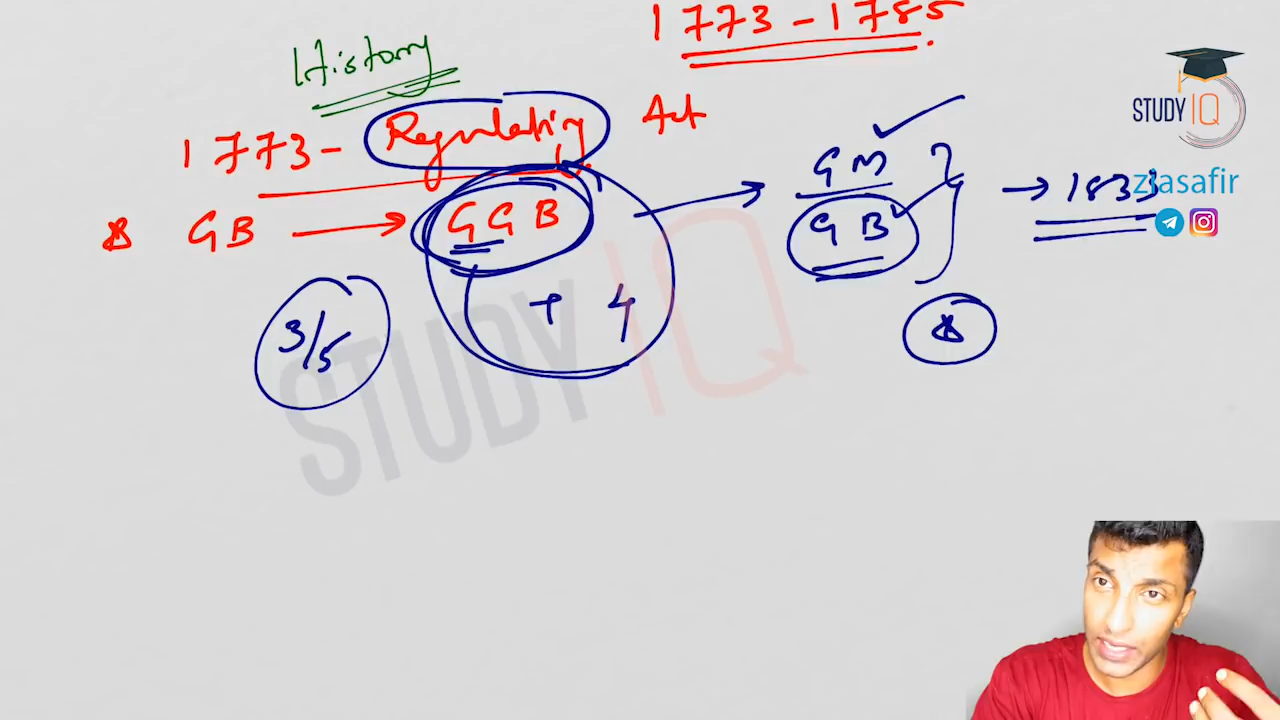 1773 - 1785
History
1773 - Regulating Act
GB → GGB → GM
GB → 1833
+ 4
3/5
STUDY IQ
ziasafir
STUDY IQ